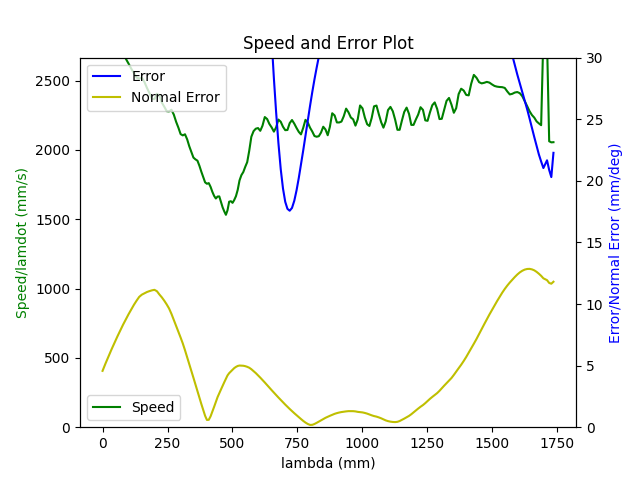 Speed and Error Plot
Error
Normal Error
Speed
Speed/lamdot (mm/s)
2500
2000
1500
1000
500
0
30
25
20
15
10
5
0
Error/Normal Error (mm/deg)
0 250 500 750 1000 1250 1500 1750
lambda (mm)